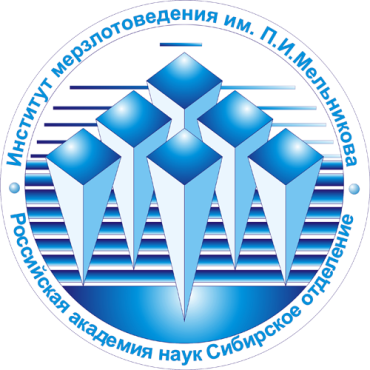 Институт мерзлотоведения им. П.И.Мельникова
Российская академия наук Сибирское отделение